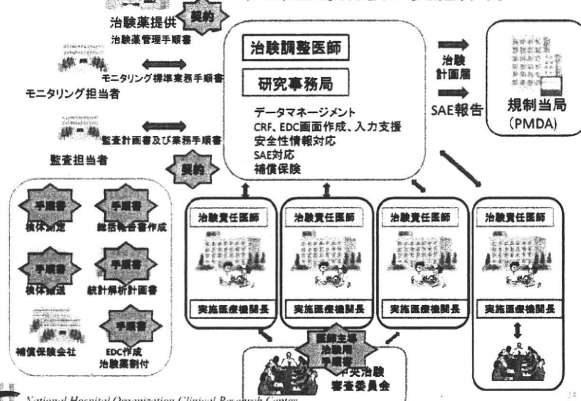 治験薬提供
治験薬管理手順書
契約
モニタリング標準業務手順書
モニタリング担当者
監査計画書及び業務手順書
監査担当者
契約
治験調整医師
研究事務局
データマネージメント
CRF、EDC画面作成、入力支援
安全性情報対応
SAE対応
補償保険
治験
計画届
SAE報告
規制当局
(PMDA)
手順書
検体測定
手順書
総括報告書作成
手順書
検体搬送
手順書
統計解析計画書
補償保険会社
手順書
EDC作成
治験薬割付
治験責任医師
治験責任医師
治験責任医師
治験責任医師
実施医療機関長
実施医療機関長
実施医療機関長
実施医療機関長
医師主導
治験用
手順書
中央治験
審査委員会
National Hospital Organization Clinical Research Center